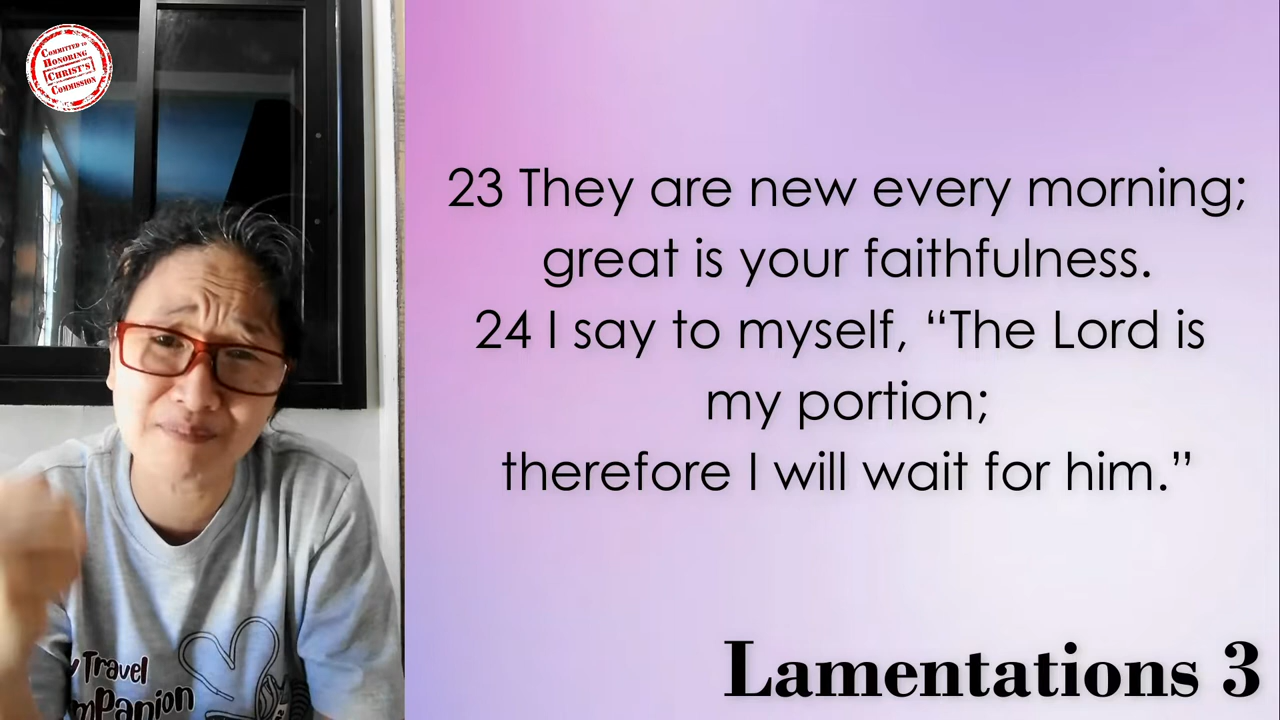 COMMITTED TO
HONORING
CHRIST'S
COMMISSION
23 They are new every morning;
great is your faithfulness.
24 I say to myself, “The Lord is
my portion;
therefore I will wait for him.”
Lamentations 3
Travel